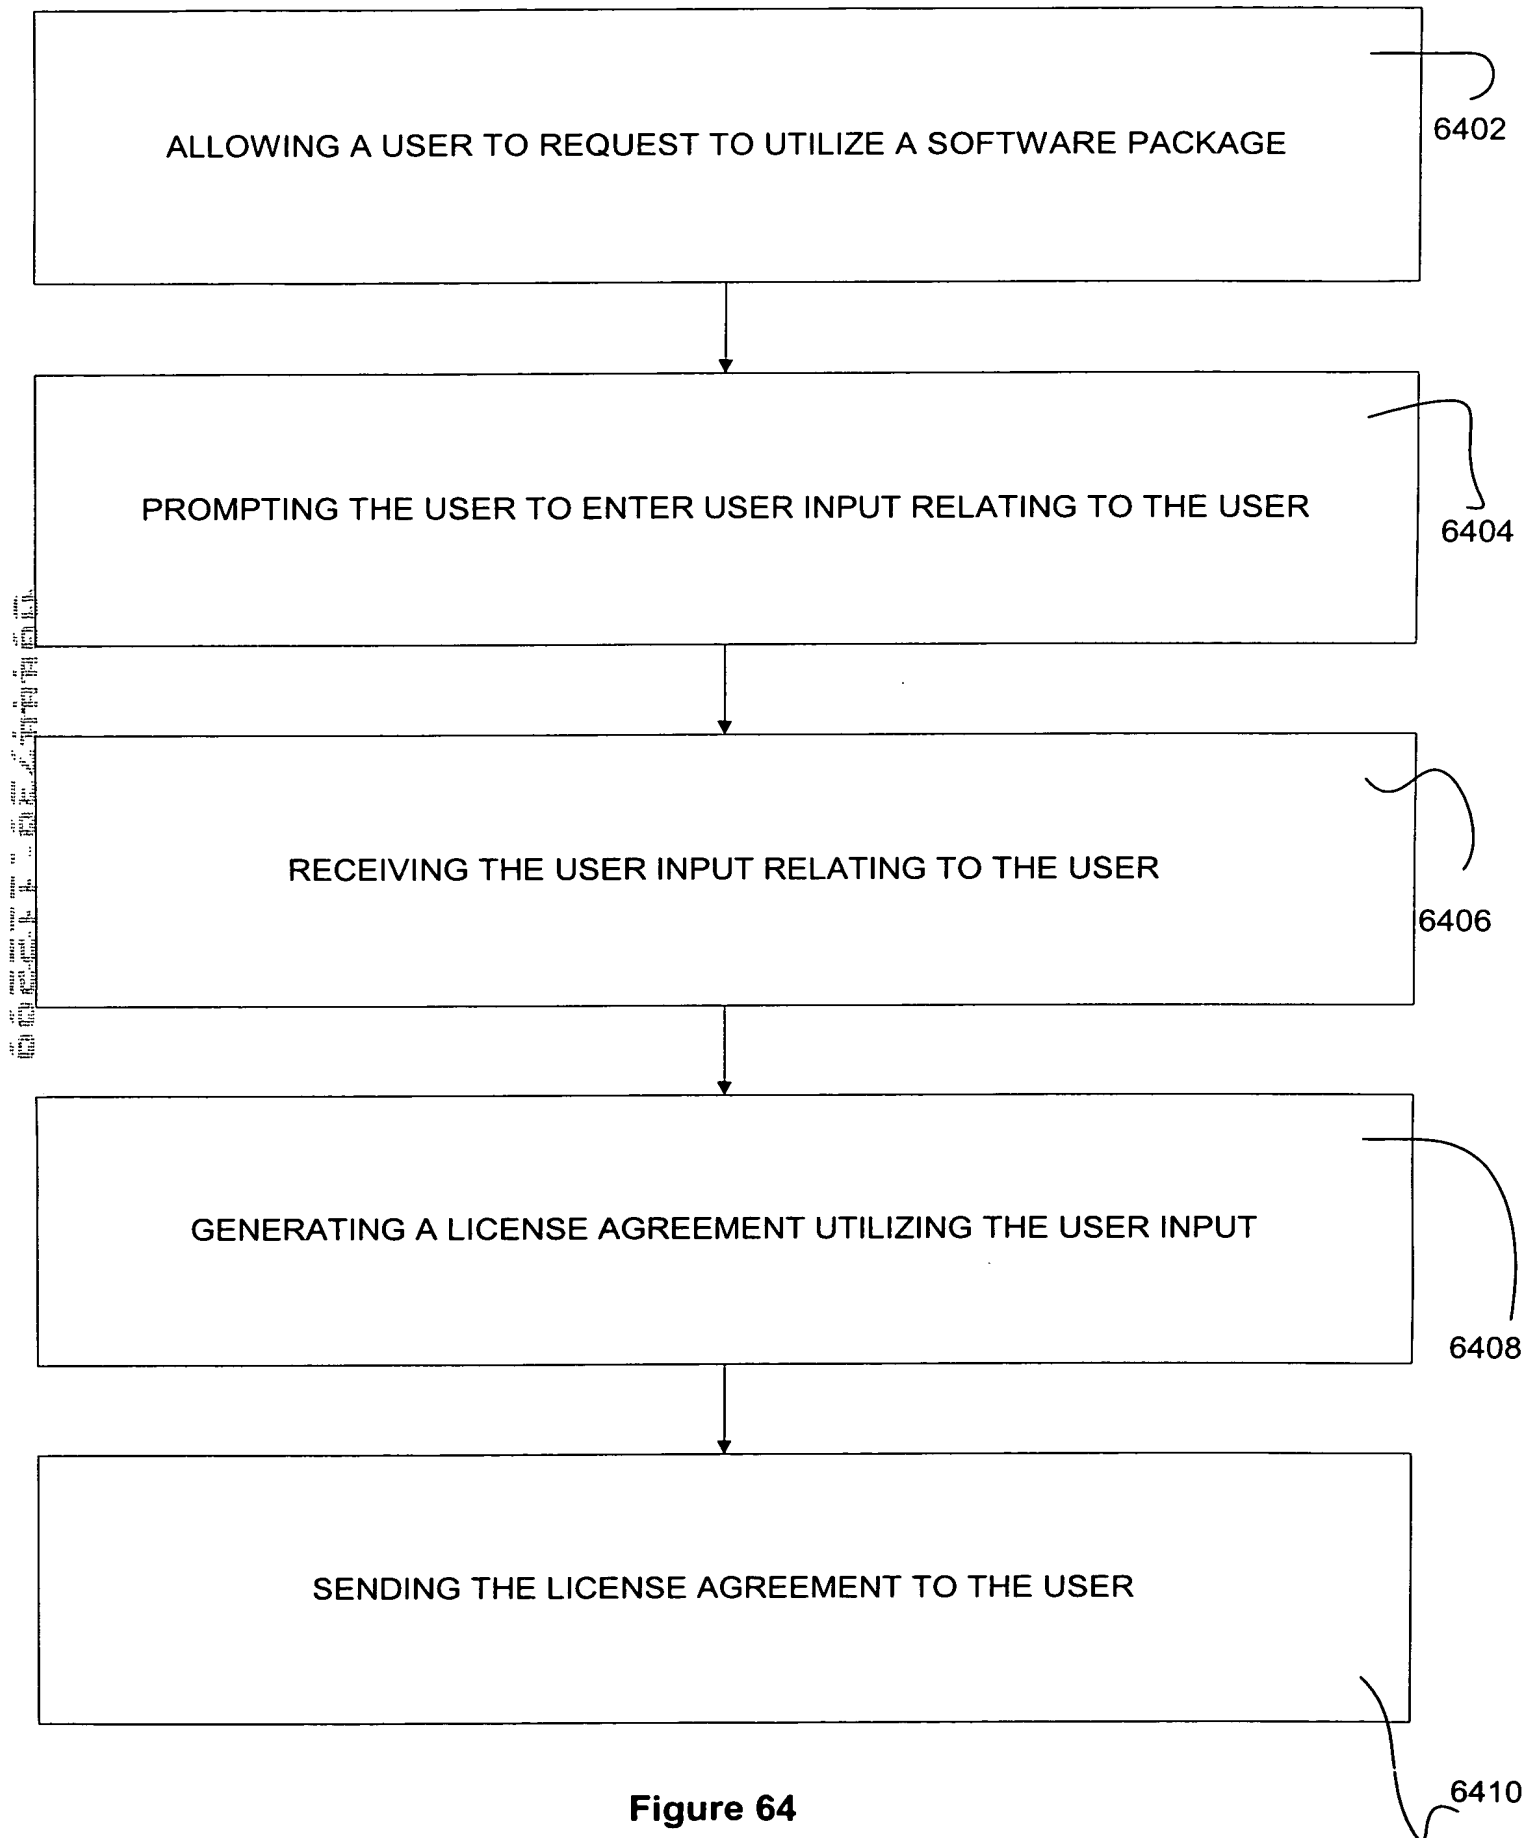 ALLOWING A USER TO REQUEST TO UTILIZE A SOFTWARE PACKAGE
6402
PROMPTING THE USER TO ENTER USER INPUT RELATING TO THE USER
6404
RECEIVING THE USER INPUT RELATING TO THE USER
6406
GENERATING A LICENSE AGREEMENT UTILIZING THE USER INPUT
6408
SENDING THE LICENSE AGREEMENT TO THE USER
6410
Figure 64